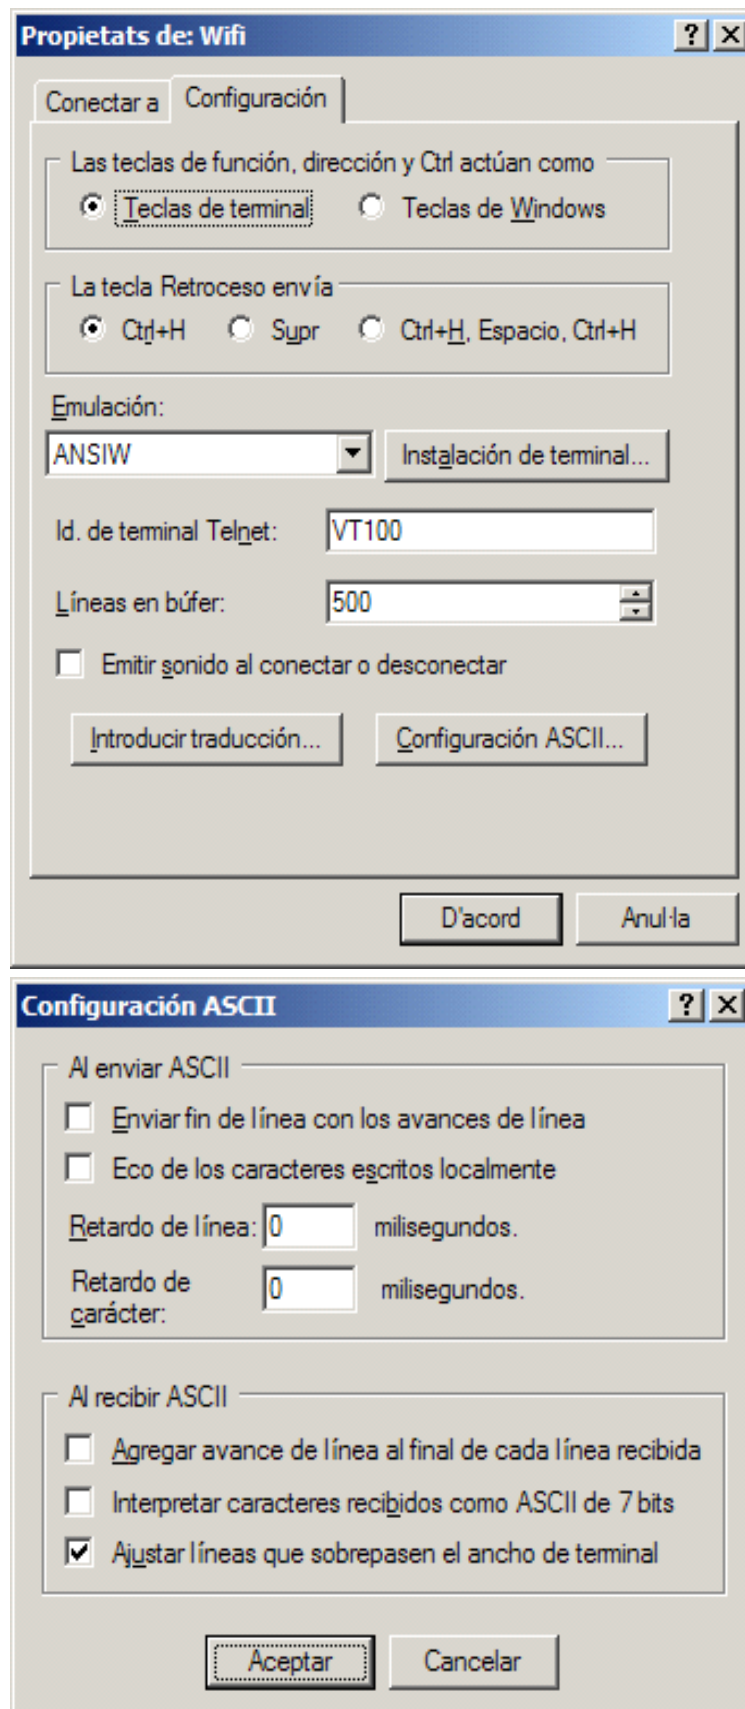 Propietats de: Wifi
Conectar a Configuración
Las teclas de función, dirección y Ctrl actúan como
Teclas de terminal Teclas de Windows
La tecla Retroceso envía
Ctrl+H Supr Ctrl+H, Espacio, Ctrl+H
Emulación:
ANSIW Instalación de terminal...
Id. de terminal Telnet: VT100
Líneas en búfer: 500
Emitir sonido al conectar o desconectar
Introducir traducción... Configuración ASCII...
D'acord Anul·la
Configuración ASCII
Al enviar ASCII
Enviar fin de línea con los avances de línea
Eco de los caracteres escritos localmente
Retardo de línea: 0 milisegundos.
Retardo de carácter: 0 milisegundos.
Al recibir ASCII
Agregar avance de línea al final de cada línea recibida
Interpretar caracteres recibidos como ASCII de 7 bits
Ajustar líneas que sobrepasen el ancho de terminal
Aceptar Cancelar